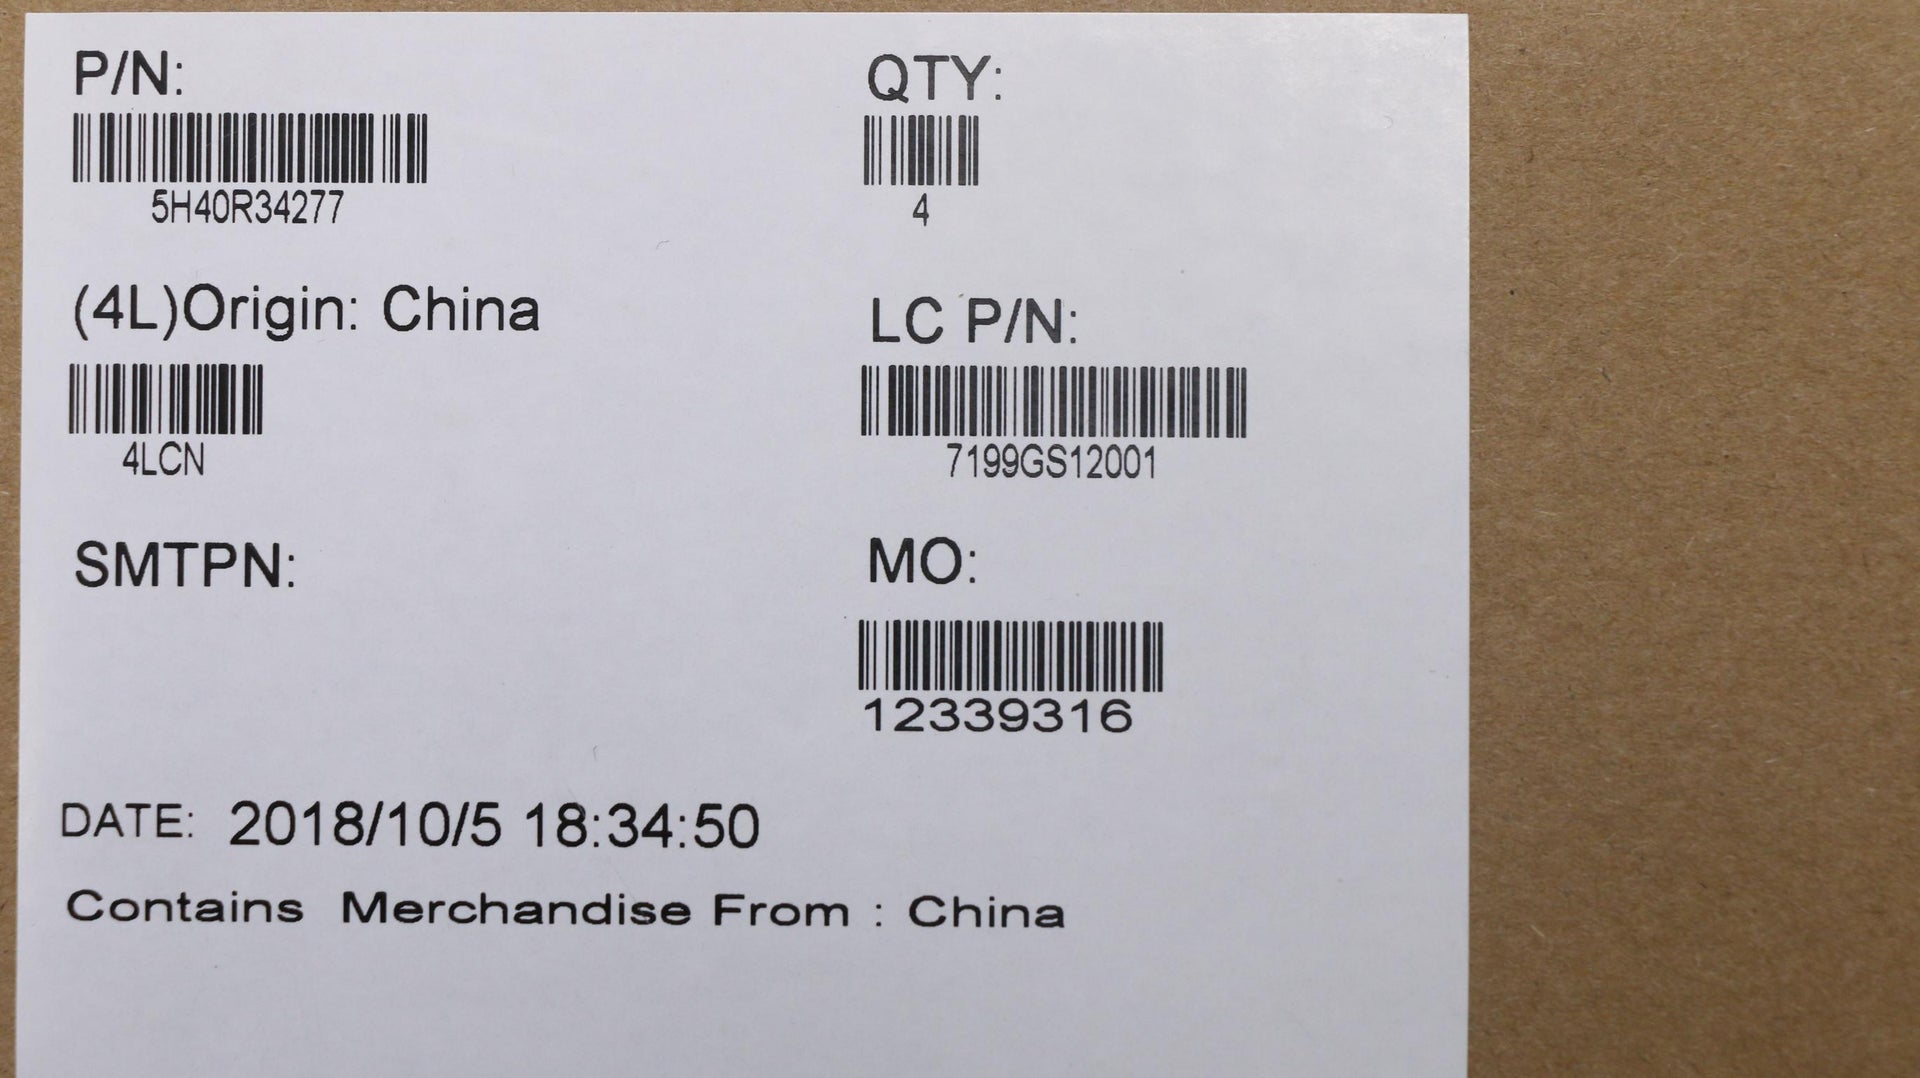 P/N:
5H40R34277
QTY:
4
(4L)Origin: China
4LCN
LC P/N:
7199GS12001
SMTPN:
MO:
12339316
DATE: 2018/10/5 18:34:50
Contains Merchandise From : China